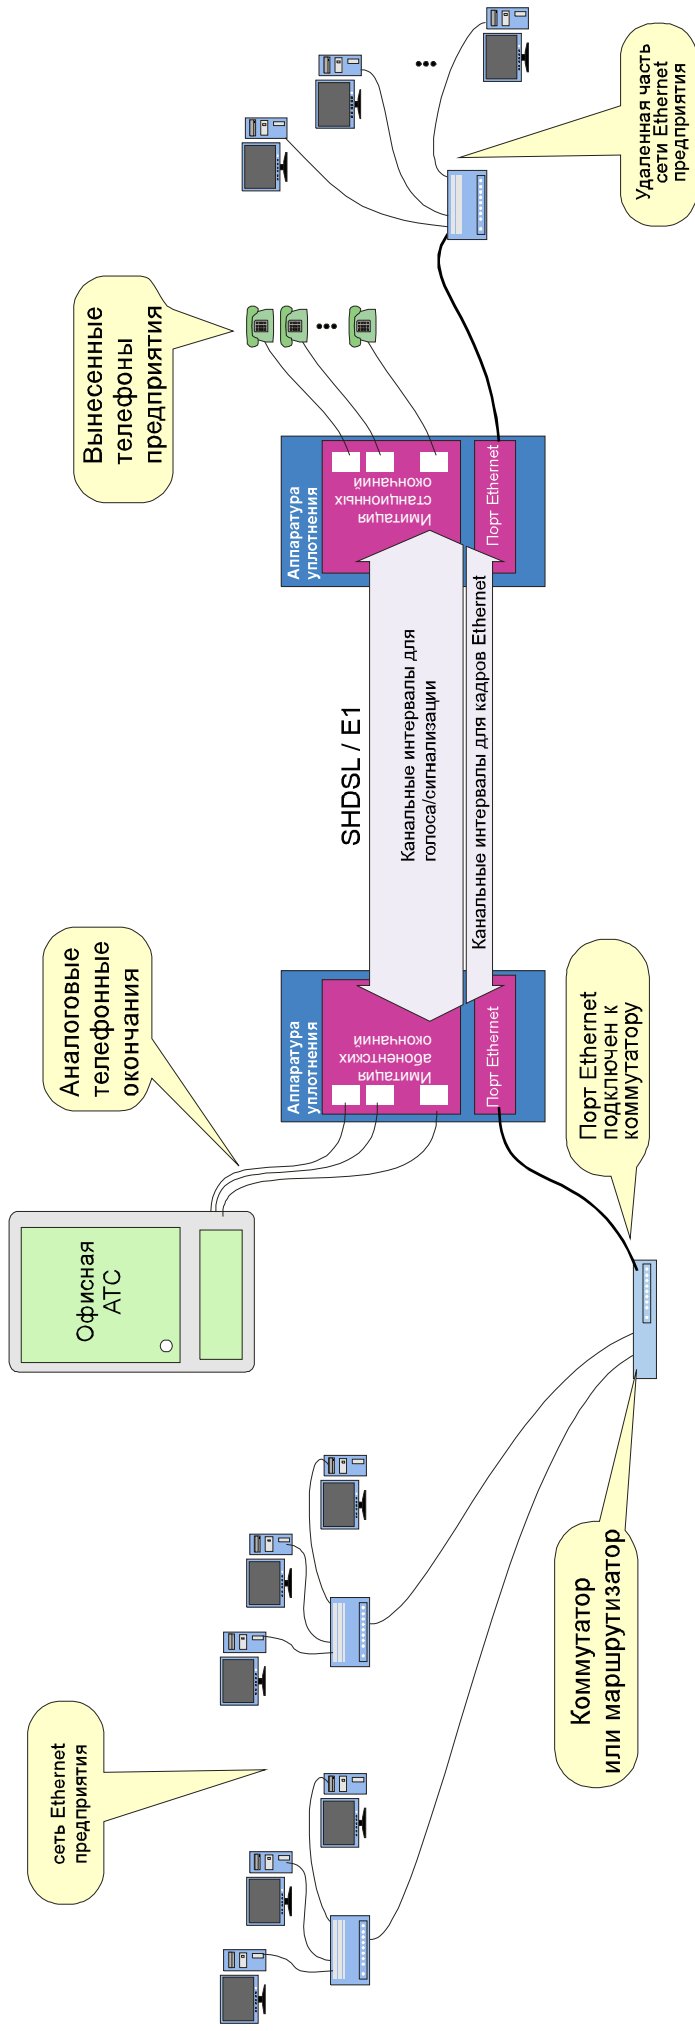 сеть Ethernet
предприятия
Коммутатор
или маршрутизатор
Офисная
АТС
Аналоговые
телефонные
окончания
Порт Ethernet
подключен к
коммутатору
Аппаратура
уплотнения
Имитация
абонентских
окончаний
Порт Ethernet
SHDSL / E1
Канальные интервалы для
голоса/сигнализации
Канальные интервалы для кадров Ethernet
Аппаратура
уплотнения
Имитация
станционных
окончаний
Порт Ethernet
Вынесенные
телефоны
предприятия
Удаленная часть
сети Ethernet
предприятия